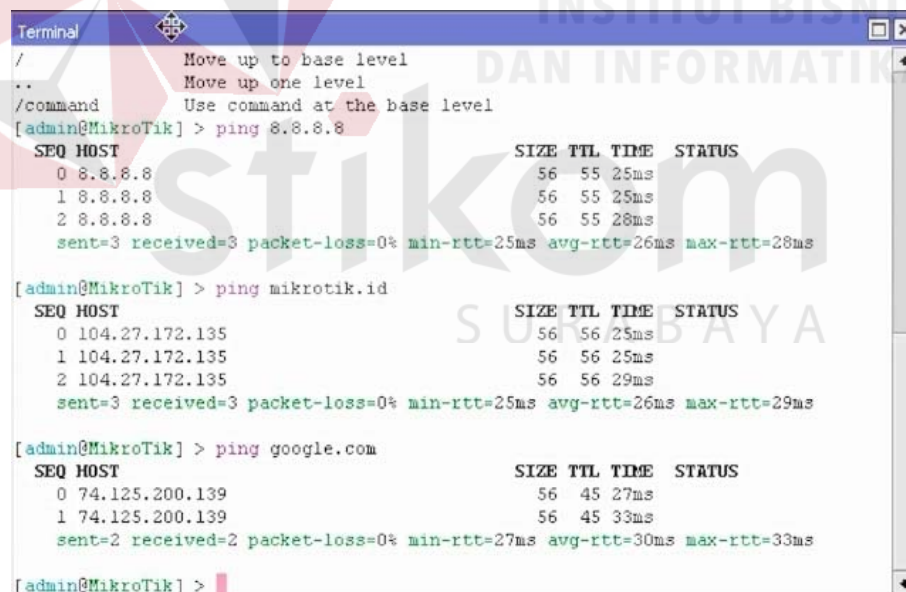 INSTITUT BISNI
DAN INFORMATIKA
stikom
SURABAYA
Terminal
/ Move up to base level
.. Move up one level
/command Use command at the base level
[admin@MikroTik] > ping 8.8.8.8
SEQ HOST SIZE TTL TIME STATUS
0 8.8.8.8 56 55 25ms
1 8.8.8.8 56 55 25ms
2 8.8.8.8 56 55 28ms
sent=3 received=3 packet-loss=0% min-rtt=25ms avg-rtt=26ms max-rtt=28ms
[admin@MikroTik] > ping mikrotik.id
SEQ HOST SIZE TTL TIME STATUS
0 104.27.172.135 56 56 25ms
1 104.27.172.135 56 56 25ms
2 104.27.172.135 56 56 29ms
sent=3 received=3 packet-loss=0% min-rtt=25ms avg-rtt=26ms max-rtt=29ms
[admin@MikroTik] > ping google.com
SEQ HOST SIZE TTL TIME STATUS
0 74.125.200.139 56 45 27ms
1 74.125.200.139 56 45 33ms
sent=2 received=2 packet-loss=0% min-rtt=27ms avg-rtt=30ms max-rtt=33ms
[admin@MikroTik] >